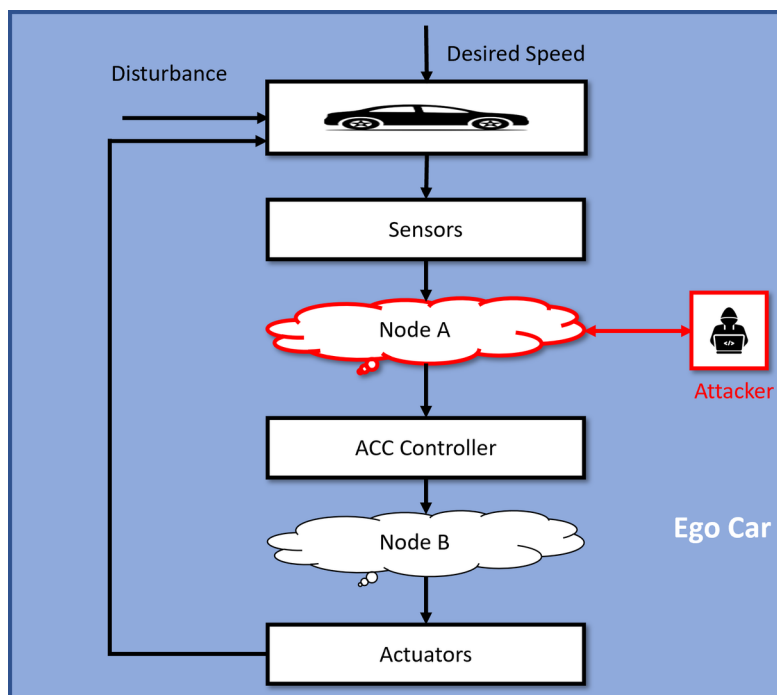 Desired Speed
Disturbance
Sensors
Node A
</>
Attacker
ACC Controller
Ego Car
Node B
Actuators